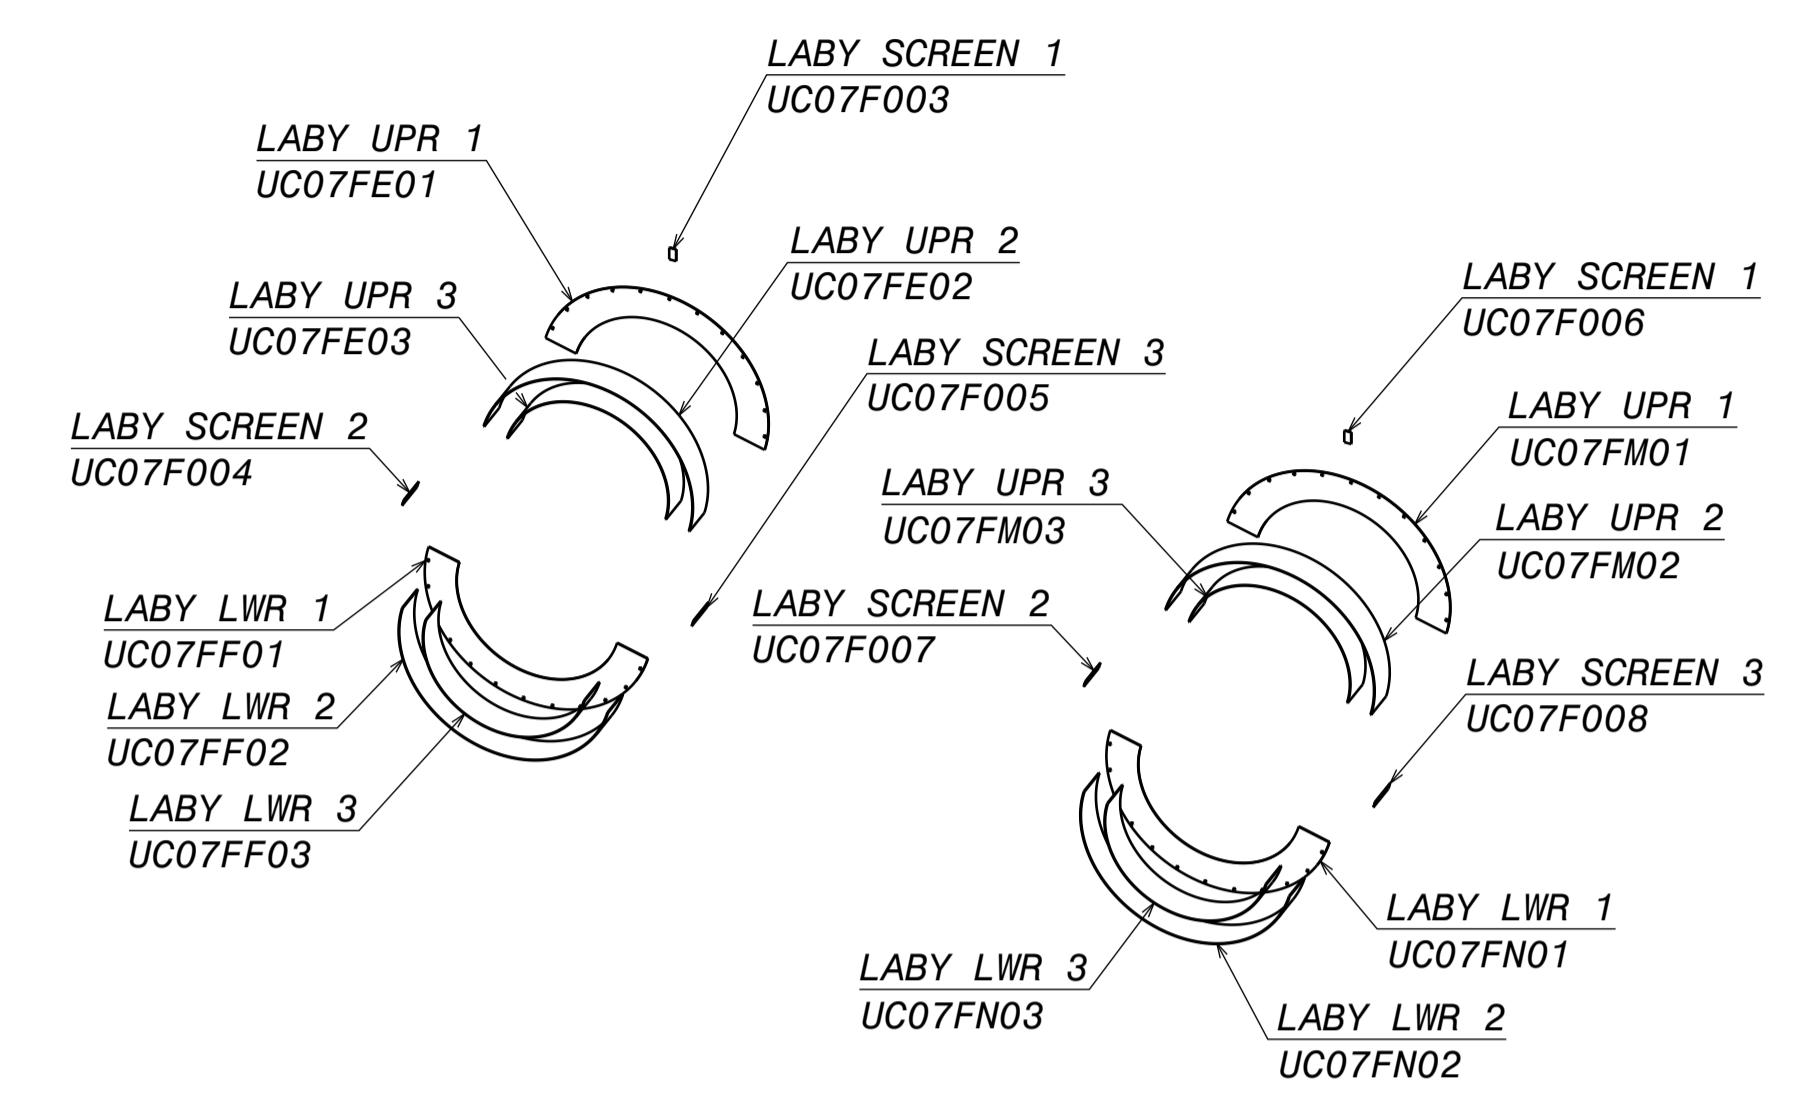 LABY SCREEN 1
UC07F003
LABY UPR 1
UC07FE01
LABY UPR 2
UC07FE02
LABY UPR 3
UC07FE03
LABY SCREEN 3
UC07F005
LABY SCREEN 2
UC07F004
LABY LWR 1
UC07FF01
LABY LWR 2
UC07FF02
LABY LWR 3
UC07FF03
LABY SCREEN 1
UC07F006
LABY UPR 1
UC07FM01
LABY UPR 3
UC07FM03
LABY UPR 2
UC07FM02
LABY SCREEN 2
UC07F007
LABY SCREEN 3
UC07F008
LABY LWR 1
UC07FN01
LABY LWR 3
UC07FN03
LABY LWR 2
UC07FN02